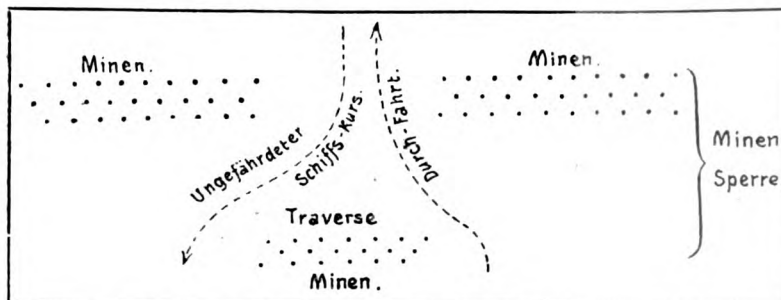 Minen.
Minen.
Ungefährdeter
Schiffs-Kurs.
Durch-Fahrt.
Minen
Sperre
Traverse
Minen.